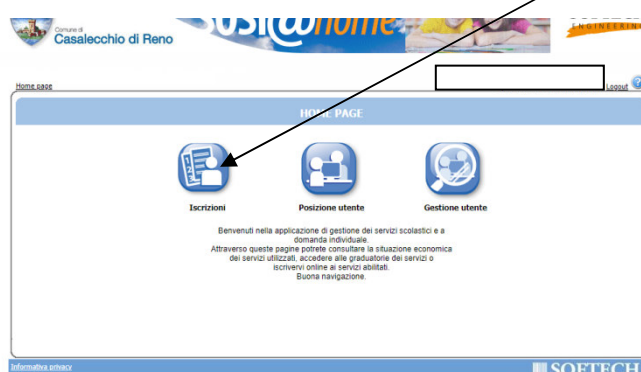 Comune di
Casalecchio di Reno
sosi@home
ENGINEERING
Home page
Logout
HOME PAGE
Iscrizioni
Posizione utente
Gestione utente
Benvenuti nella applicazione di gestione dei servizi scolastici e a
domanda individuale.
Attraverso queste pagine potrete consultare la situazione economica
dei servizi utilizzati, accedere alle graduatorie dei servizi o
iscrivervi online ai servizi abilitati.
Buona navigazione.
Informativa privacy
SOFTECH